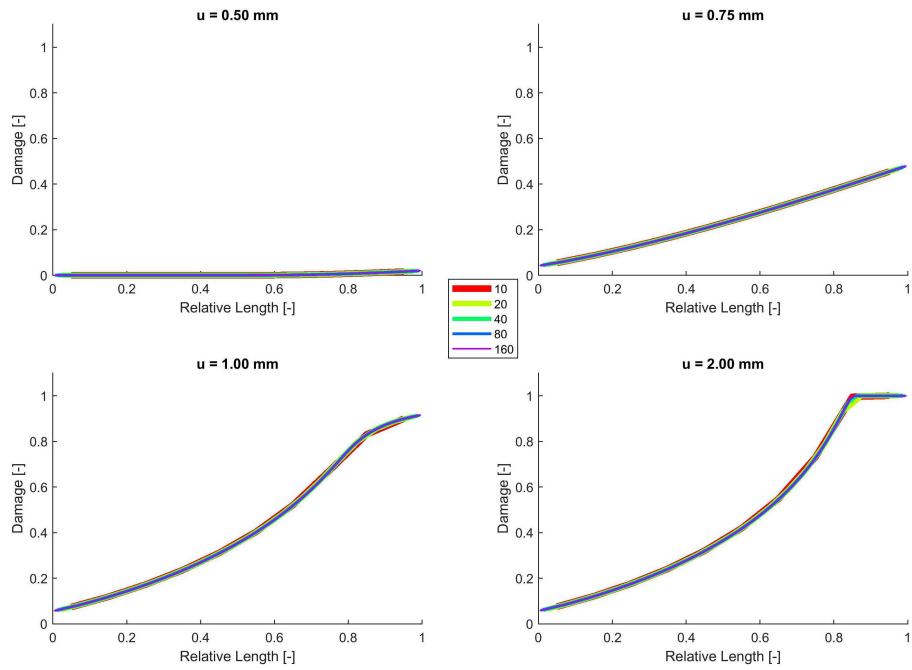 u = 0.50 mm
Damage [-]
1
0.8
0.6
0.4
0.2
0
0 0.2 0.4 0.6 0.8 1
Relative Length [-]
u = 0.75 mm
Damage [-]
1
0.8
0.6
0.4
0.2
0
0 0.2 0.4 0.6 0.8 1
Relative Length [-]
10
20
40
80
160
u = 1.00 mm
Damage [-]
1
0.8
0.6
0.4
0.2
0
0 0.2 0.4 0.6 0.8 1
Relative Length [-]
u = 2.00 mm
Damage [-]
1
0.8
0.6
0.4
0.2
0
0 0.2 0.4 0.6 0.8 1
Relative Length [-]